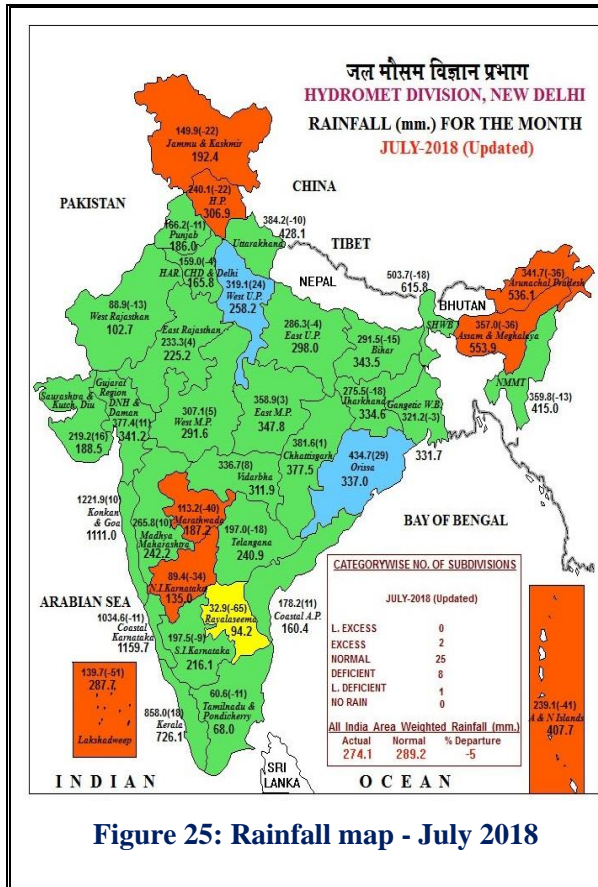 जल मौसम विज्ञान प्रभाग
HYDROMET DIVISION, NEW DELHI
RAINFALL (mm.) FOR THE MONTH
JULY-2018 (Updated)
149.9(-22)
Jammu & Kashmir
192.4
240.1(-22)
H.P.
306.9
CHINA
PAKISTAN
166.2(-11)
Punjab
186.0
384.2(-10)
428.1
Uttarakhand
TIBET
159.0(-4)
HAR. CHD & Delhi
165.8
319.1(24)
West U.P.
258.2
NEPAL
503.7(-18)
615.8
BHUTAN
SHWB
341.7(-36)
Arunachal Pradesh
536.1
357.0(-36)
Assam & Meghalaya
553.9
NMMT
359.8(-13)
415.0
88.9(-13)
West Rajasthan
102.7
East Rajasthan
233.3(4)
225.2
286.3(-4)
East U.P.
298.0
291.5(-15)
Bihar
343.5
275.5(-18)
Jharkhand
334.6
Gangetic W.B.
321.2(-3)
331.7
Saurashtra &
Kutch, Diu
219.2(16)
188.5
Gujarat
Region
DNH &
Daman
377.4(11)
341.2
307.1(5)
West M.P.
291.6
358.9(3)
East M.P.
347.8
381.6(1)
Chhattisgarh
377.5
434.7(29)
Orissa
337.0
336.7(8)
Vidarbha
311.9
1221.9(10)
Konkan
& Goa
1111.0
113.2(-40)
Marathwada
187.2
265.8(10)
Madhya
Maharashtra
242.2
197.0(-18)
Telangana
240.9
BAY OF BENGAL
89.4(-34)
N.I.Karnataka
135.0
ARABIAN SEA
1034.6(-11)
Coastal
Karnataka
1159.7
32.9(-65)
Rayalaseema
94.2
178.2(11)
Coastal A.P.
160.4
197.5(-9)
S.I.Karnataka
216.1
139.7(-51)
287.7
Lakshadweep
858.0(18)
Kerala
726.1
60.6(-11)
Tamilnadu &
Pondicherry
68.0
CATEGORYWISE NO. OF SUBDIVISIONS
JULY-2018 (Updated)
L. EXCESS 0
EXCESS 2
NORMAL 25
DEFICIENT 8
L. DEFICIENT 1
NO RAIN 0
All India Area Weighted Rainfall (mm.)
Actual Normal % Departure
274.1 289.2 -5
239.1(-41)
A & N Islands
407.7
SRI
LANKA
INDIAN OCEAN
Figure 25: Rainfall map - July 2018